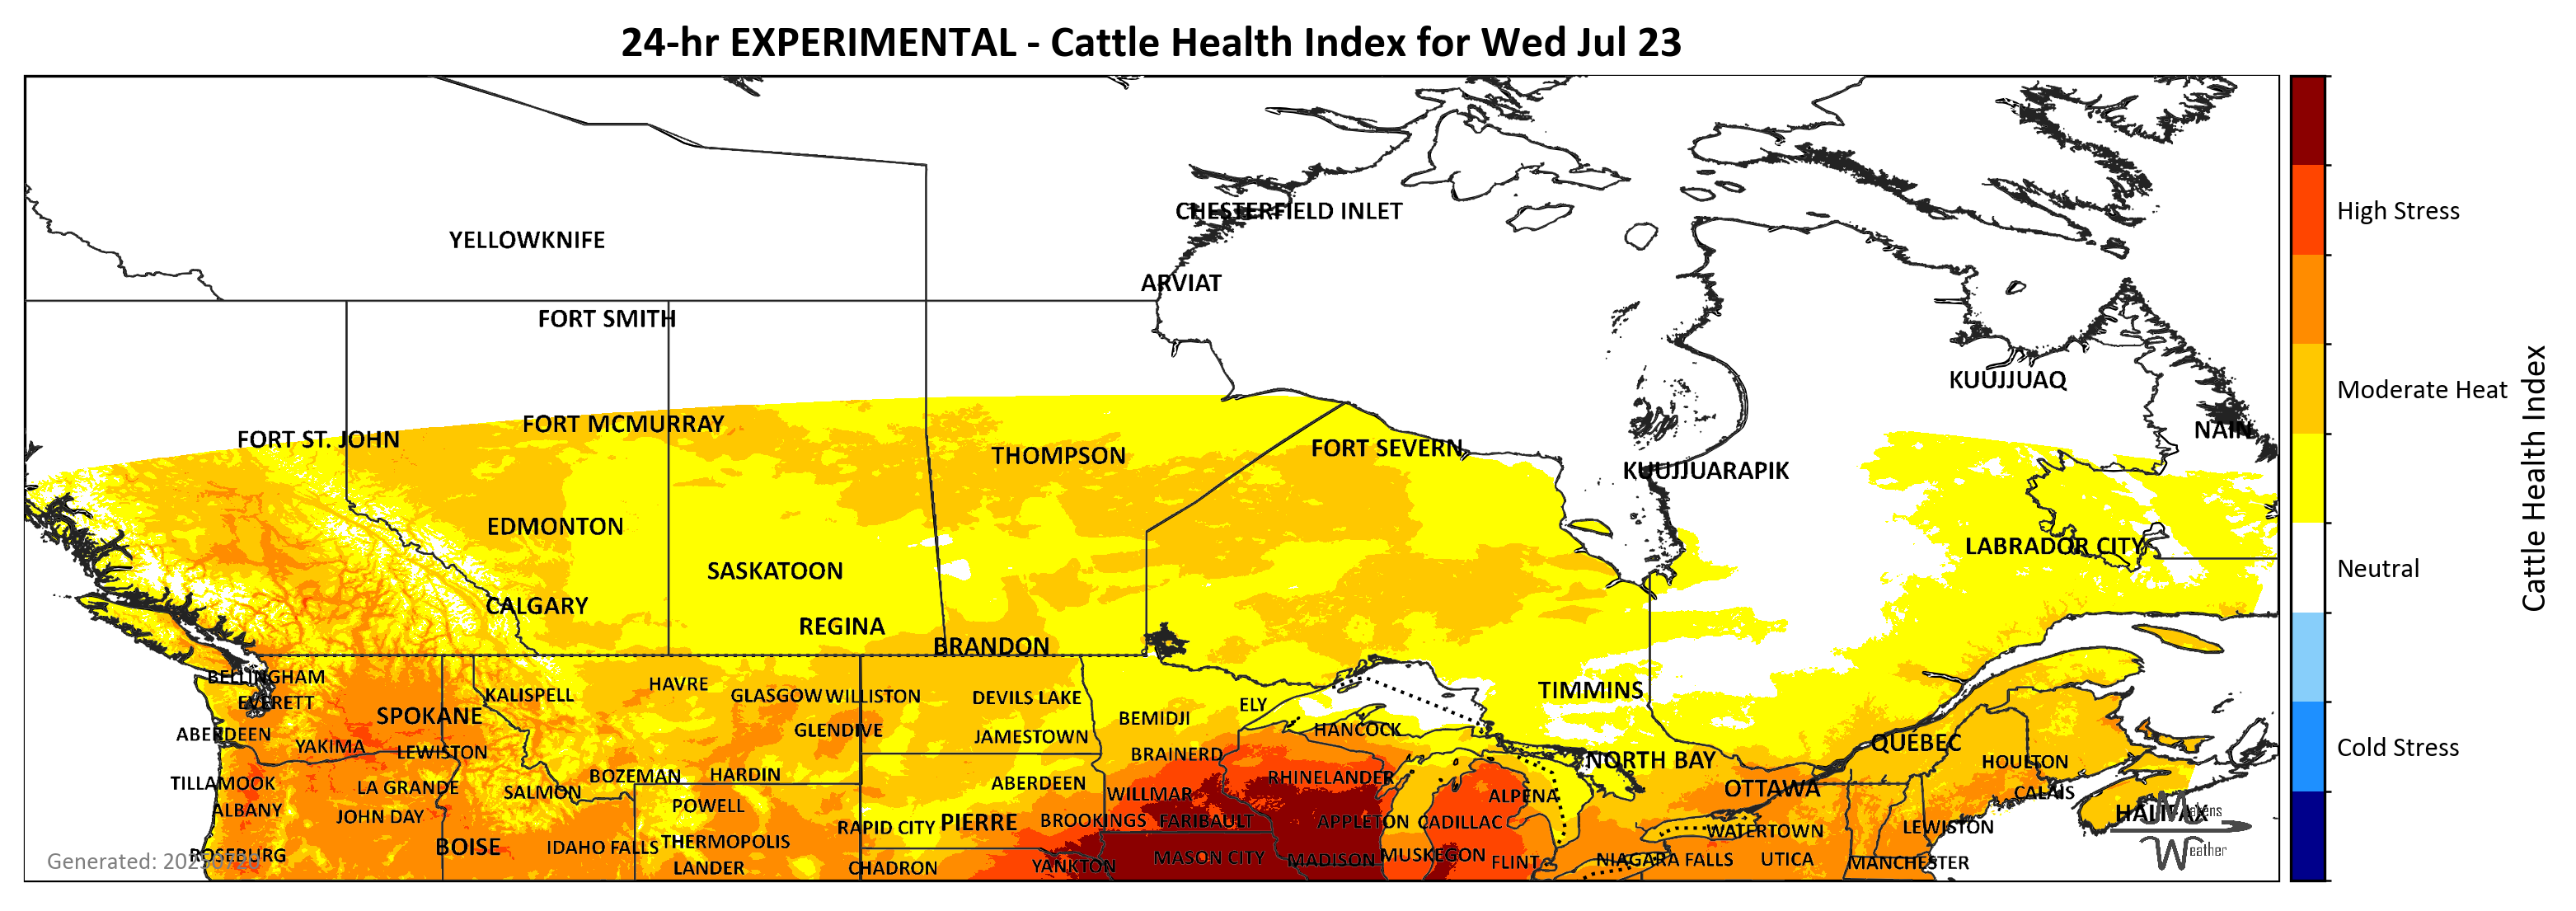 24-hr EXPERIMENTAL - Cattle Health Index for Wed Jul 23
CHESTERFIELD INLET
High Stress
YELLOWKNIFE
ARVIAT
FORT SMITH
KUUJJUAQ
Moderate Heat
FORT MCMURRAY
NAIN
FORT ST. JOHN
FORT SEVERN
THOMPSON
KUUJJUARAPIK
Cattle Health Index
EDMONTON
LABRADOR CITY
SASKATOON
Neutral
CALGARY
REGINA
BRANDON
BELLINGHAM
HAVRE
TIMMINS
KALISPELL
GLASGOW
WILLISTON
DEVILS LAKE
EVERETT
ELY
SPOKANE
BEMIDJI
GLENDIVE
HANCOCK
ABERDEEN
JAMESTOWN
QUEBEC
YAKIMA
LEWISTON
BRAINERD
Cold Stress
NORTH BAY
HOULTON
BOZEMAN
HARDIN
RHINELANDER
TILLAMOOK
ABERDEEN
LA GRANDE
OTTAWA
SALMON
WILLMAR
ALPENA
CALAIS
POWELL
ALBANY
HALIFAX
Makens
JOHN DAY
BROOKINGS
FARIBAULT
APPLETON
CADILLAC
PIERRE
RAPID CITY
WATERTOWN
LEWISTON
THERMOPOLIS
BOISE
IDAHO FALLS
Weather
ROSEBURG
MASON CITY
MADISON
MUSKEGON
NIAGARA FALLS
UTICA
FLINT
MANCHESTER
Generated:
LANDER
CHADRON
YANKTON